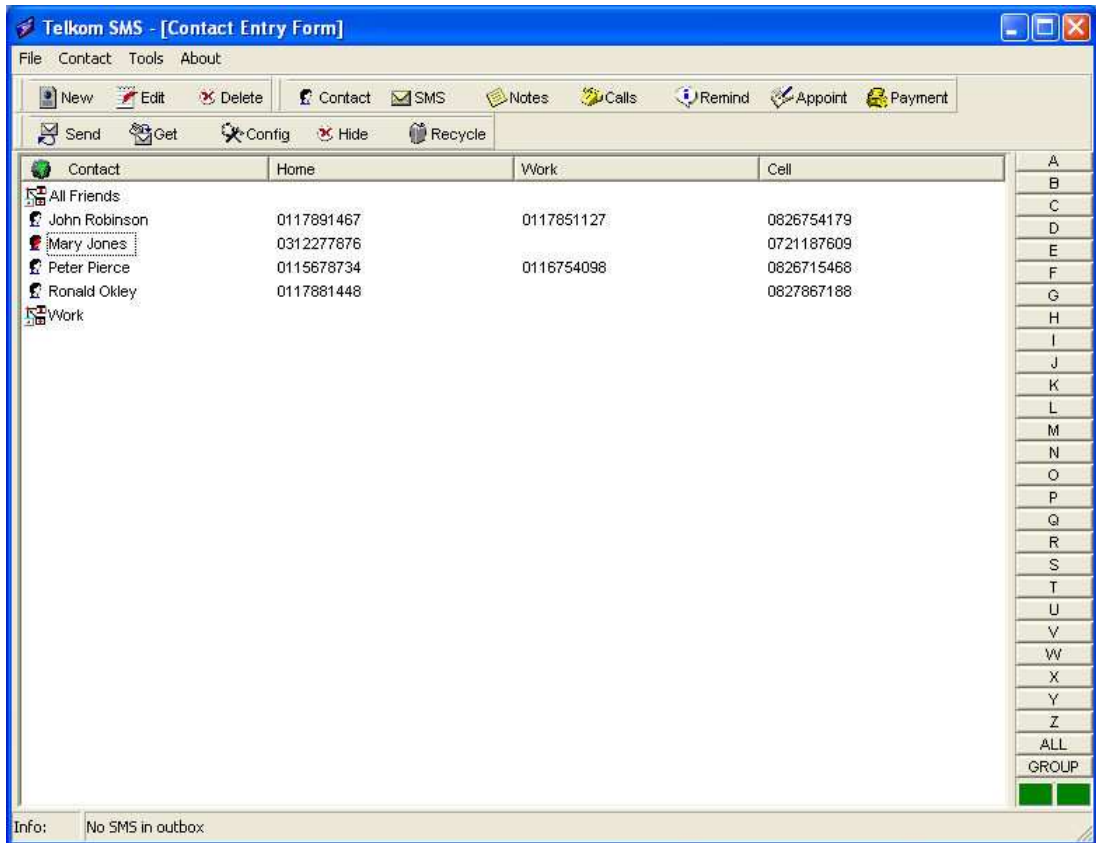 Telkom SMS - [Contact Entry Form]
File Contact Tools About
New Edit Delete Contact SMS Notes Calls Remind Appoint Payment
Send Get Config Hide Recycle
Contact Home Work Cell
All Friends
John Robinson 0117891467 0117851127 0826754179
Mary Jones 0312277876 0721187609
Peter Pierce 0115678734 0116754098 0826715468
Ronald Okley 0117881448 0827867188
Work
A
B
C
D
E
F
G
H
I
J
K
L
M
N
O
P
Q
R
S
T
U
V
W
X
Y
Z
ALL
GROUP
Info: No SMS in outbox